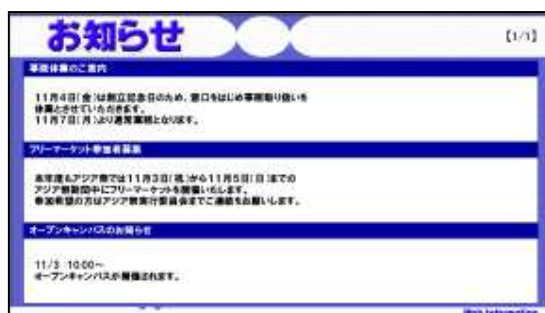 お知らせ
【1/1】
事務休業のご案内
11月4日(金)は創立記念日のため、窓口をはじめ事務取り扱いを
休業とさせていただきます。
11月7日(月)より通常業務となります。
フリーマーケット参加者募集
本年度もアジア祭では11月3日(祝)から11月5日(日)までの
アジア祭期間中にフリーマーケットを開催いたします。
参加希望の方はアジア祭実行委員会までご連絡をお願いします。
オープンキャンパスのお知らせ
11/3 10:00～
オープンキャンパスが開催されます。
Web Information